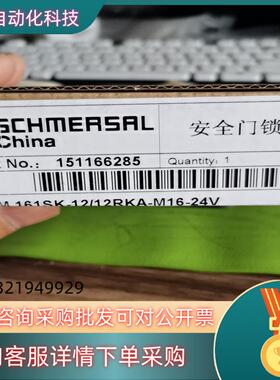 自动化科技
SCHMERSAL
China
安全门锁
No.: 151166285
Quantity: 1
161SK-12/12RKA-M16-24V
321949929
咨询采购批发可对公开票
客服详情下单采购